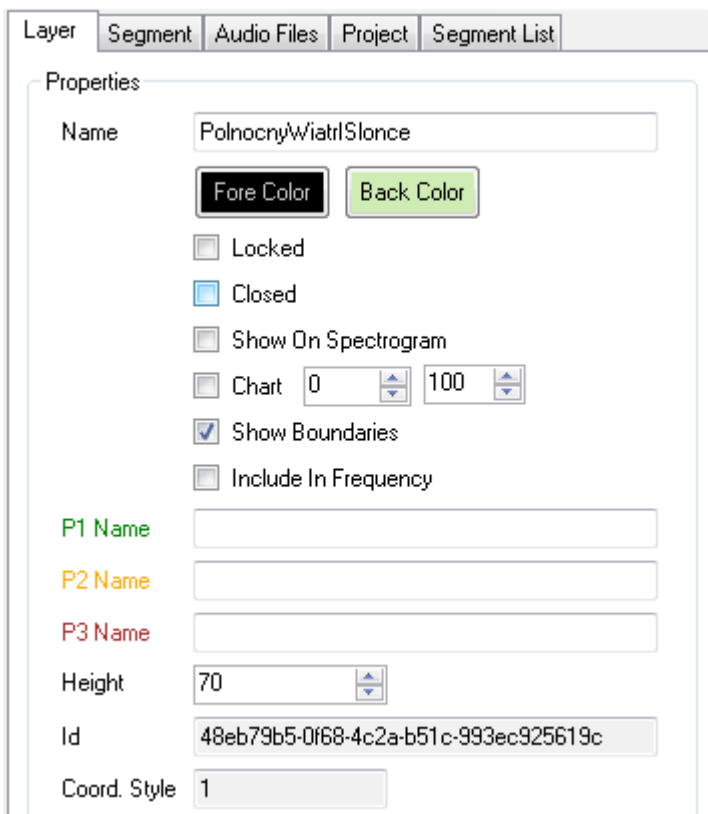 Layer Segment Audio Files Project Segment List
Properties
Name PolnocnyWiatrISlonce
Fore Color Back Color
Locked
Closed
Show On Spectrogram
Chart 0 100
Show Boundaries
Include In Frequency
P1 Name
P2 Name
P3 Name
Height 70
Id 48eb79b5-0f68-4c2a-b51c-993ec925619c
Coord. Style 1